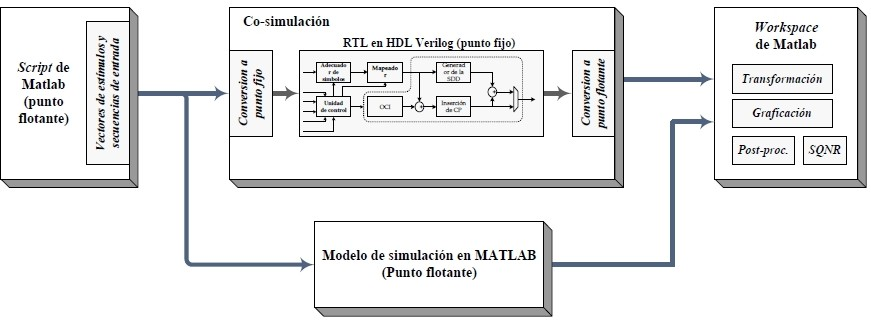 Script de
Matlab
(punto
flotante)
Vectores de estímulos y
secuencias de entrada
Co-simulación
Conversion a
punto fijo
RTL en HDL Verilog (punto fijo)
Adecuado
r de
símbolos
Mapeado
r
Generad
or de la
SDD
Unidad
de control
OCI
Inserción
de CP
Conversion a
punto flotante
Workspace
de Matlab
Transformación
Graficación
Post-proc.
SQNR
Modelo de simulación en MATLAB
(Punto flotante)